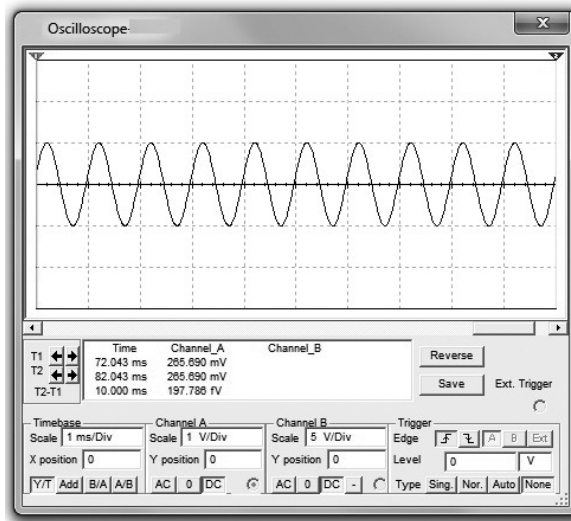 Oscilloscope-
1 2
Time Channel_A Channel_B
T1 72.043 ms 265.690 mV
T2 82.043 ms 265.690 mV
T2-T1 10.000 ms 197.786 fV
Reverse
Save
Ext. Trigger
Timebase
Scale 1 ms/Div
X position 0
Y/T Add B/A A/B
Channel A
Scale 1 V/Div
Y position 0
AC 0 DC
Channel B
Scale 5 V/Div
Y position 0
AC 0 DC -
Trigger
Edge A B Ext
Level 0 V
Type Sing. Nor. Auto None